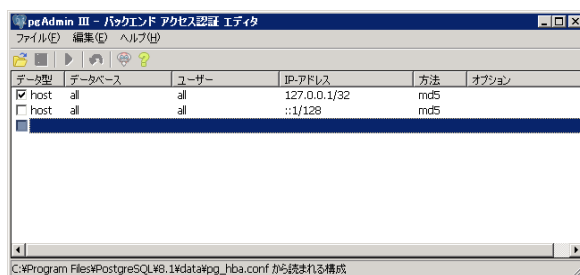 pgAdmin III - バックエンド アクセス認証 エディタ
ファイル(F) 編集(E) ヘルプ(H)
データ型 データベース ユーザー IP-アドレス 方法 オプション
host all all 127.0.0.1/32 md5
host all all ::1/128 md5
C:¥Program Files¥PostgreSQL¥8.1¥data¥pg_hba.conf から読まれる構成